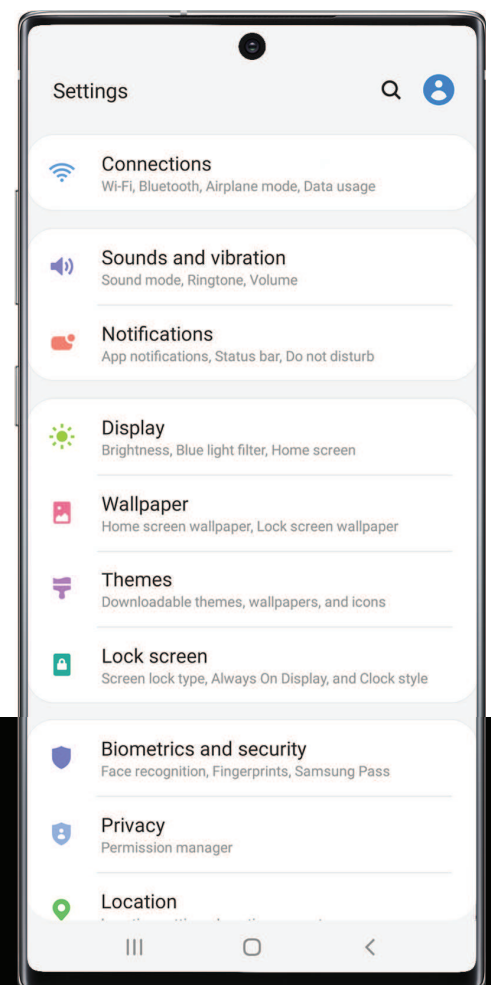 Settings
Connections
Wi-Fi, Bluetooth, Airplane mode, Data usage
Sounds and vibration
Sound mode, Ringtone, Volume
Notifications
App notifications, Status bar, Do not disturb
Display
Brightness, Blue light filter, Home screen
Wallpaper
Home screen wallpaper, Lock screen wallpaper
Themes
Downloadable themes, wallpapers, and icons
Lock screen
Screen lock type, Always On Display, and Clock style
Biometrics and security
Face recognition, Fingerprints, Samsung Pass
Privacy
Permission manager
Location